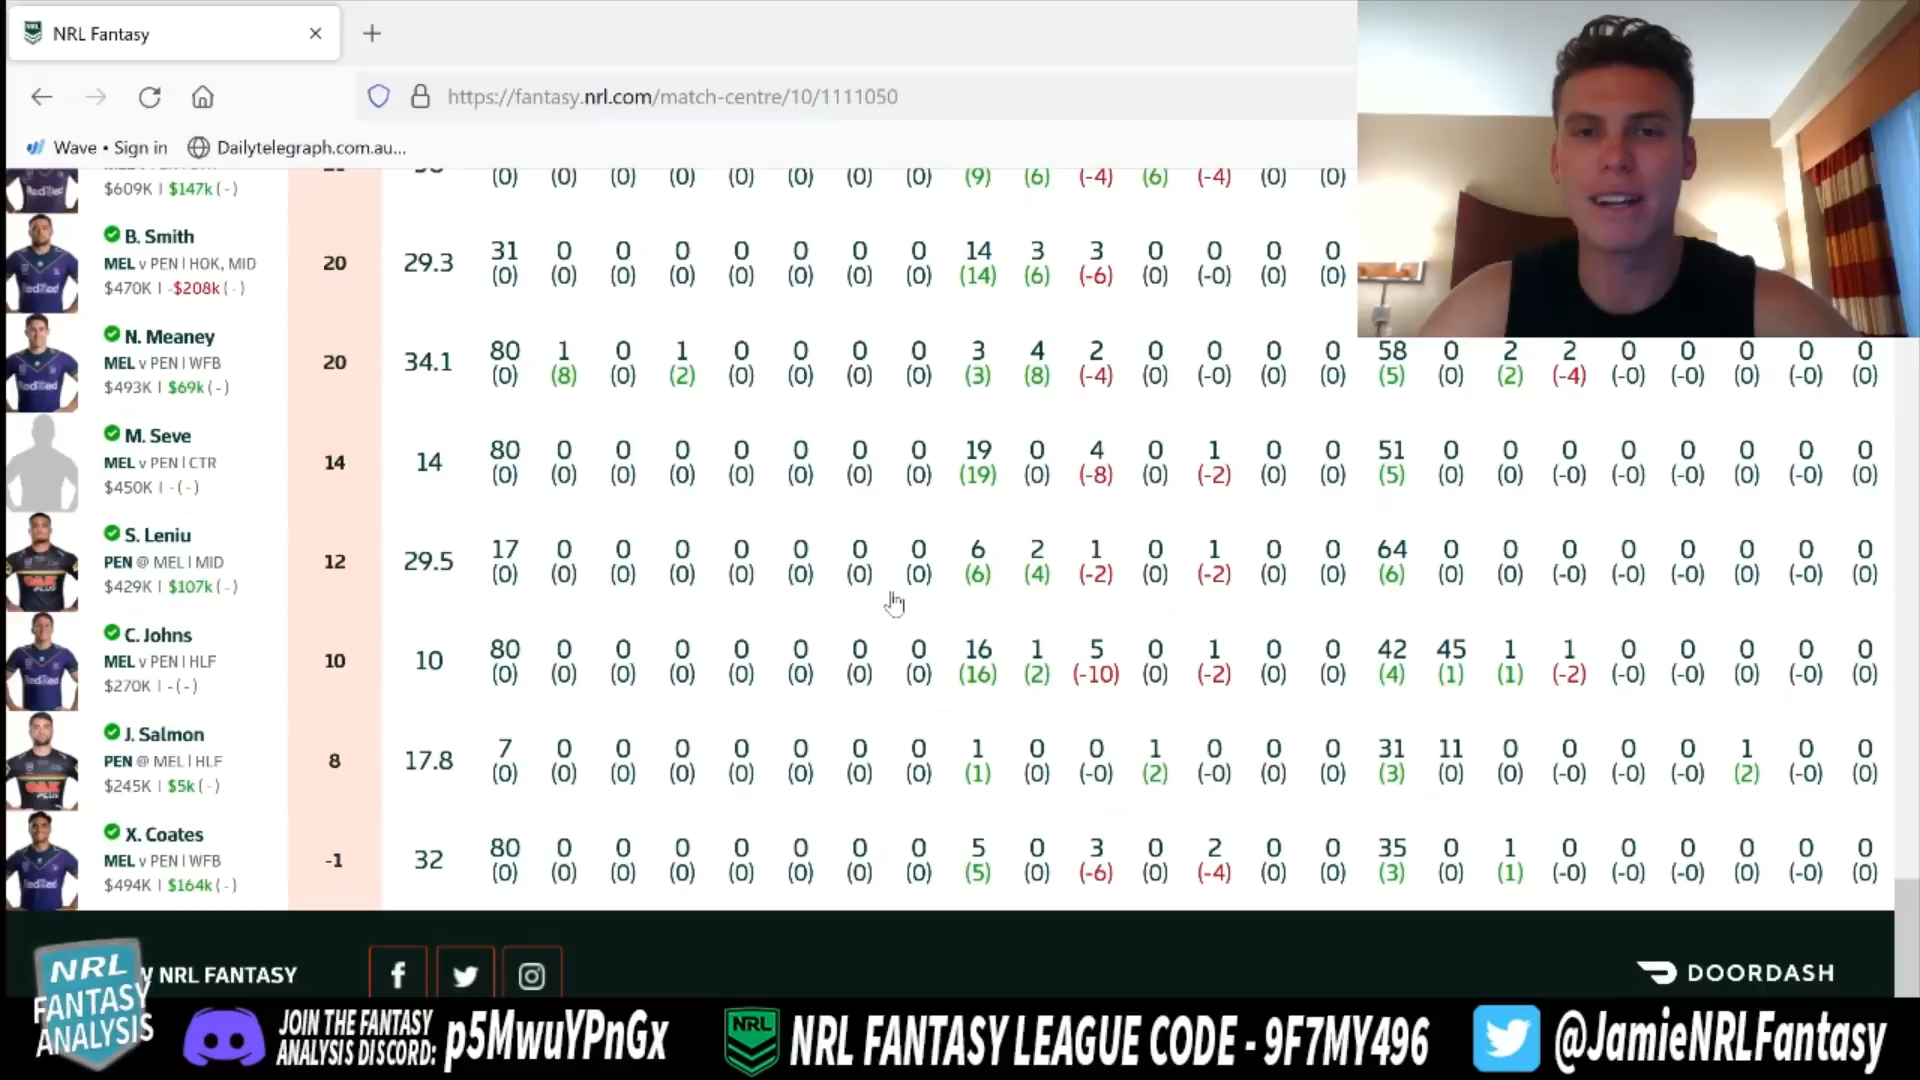 NRL Fantasy
https://fantasy.nrl.com/match-centre/10/1111050
Wave • Sign in Dailytelegraph.com.au...
$609K | $147k (-)
(0) (0) (0) (0) (0) (0) (0) (0) (9) (6) (-4) (6) (-4) (0) (0)
B. Smith
MEL v PEN | HOK, MID
$470K | -$208k (-)
20 29.3
31 0 0 0 0 0 0 0 14 3 3 0 0 0 0
(0) (0) (0) (0) (0) (0) (0) (0) (14) (6) (-6) (0) (-0) (0) (0)
N. Meaney
MEL v PEN | WFB
$493K | $69k (-)
20 34.1
80 1 0 1 0 0 0 0 3 4 2 0 0 0 0 58 0 2 2 0 0 0 0 0
(0) (8) (0) (2) (0) (0) (0) (0) (3) (8) (-4) (0) (-0) (0) (0) (5) (0) (2) (-4) (-0) (-0) (0) (-0) (0)
M. Seve
MEL v PEN | CTR
$450K | - (-)
14 14
80 0 0 0 0 0 0 0 19 0 4 0 1 0 0 51 0 0 0 0 0 0 0 0
(0) (0) (0) (0) (0) (0) (0) (0) (19) (0) (-8) (0) (-2) (0) (0) (5) (0) (0) (-0) (-0) (-0) (0) (-0) (0)
S. Leniu
PEN @ MEL | MID
$429K | $107k (-)
12 29.5
17 0 0 0 0 0 0 0 6 2 1 0 1 0 0 64 0 0 0 0 0 0 0 0
(0) (0) (0) (0) (0) (0) (0) (0) (6) (4) (-2) (0) (-2) (0) (0) (6) (0) (0) (-0) (-0) (-0) (0) (-0) (0)
C. Johns
MEL v PEN | HLF
$270K | - (-)
10 10
80 0 0 0 0 0 0 0 16 1 5 0 1 0 0 42 45 1 1 0 0 0 0 0
(0) (0) (0) (0) (0) (0) (0) (0) (16) (2) (-10) (0) (-2) (0) (0) (4) (1) (1) (-2) (-0) (-0) (0) (-0) (0)
J. Salmon
PEN @ MEL | HLF
$245K | $5k (-)
8 17.8
7 0 0 0 0 0 0 0 1 0 0 1 0 0 0 31 11 0 0 0 0 1 0 0
(0) (0) (0) (0) (0) (0) (0) (0) (1) (0) (-0) (2) (-0) (0) (0) (3) (0) (0) (-0) (-0) (-0) (2) (-0) (0)
X. Coates
MEL v PEN | WFB
$494K | $164k (-)
-1 32
80 0 0 0 0 0 0 0 5 0 3 0 2 0 0 35 0 1 0 0 0 0 0 0
(0) (0) (0) (0) (0) (0) (0) (0) (5) (0) (-6) (0) (-4) (0) (0) (3) (0) (1) (-0) (-0) (-0) (0) (-0) (0)
NRL FANTASY
DOORDASH
NRL
FANTASY
ANALYSIS
JOIN THE FANTASY
ANALYSIS DISCORD: p5MwuYPnGx
NRL
NRL FANTASY LEAGUE CODE - 9F7MY496
@JamieNRLFantasy